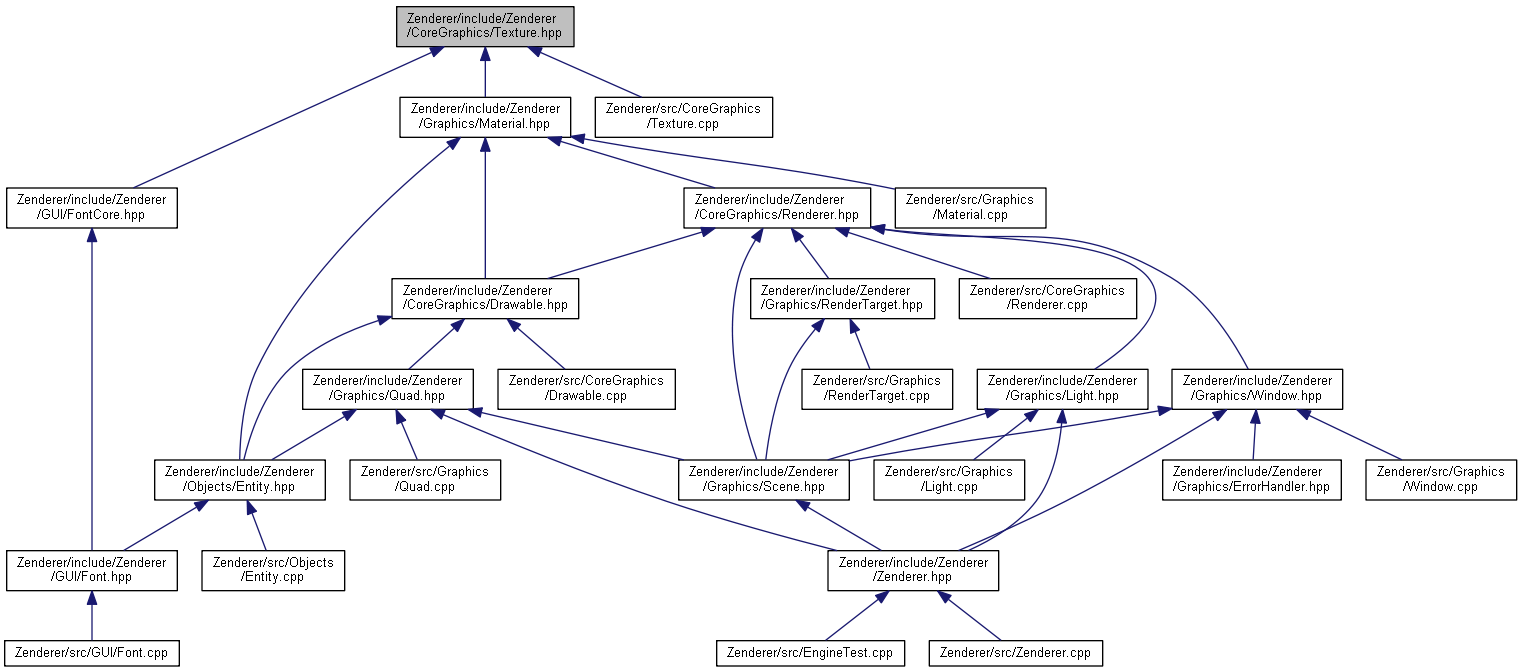 Zenderer/include/Zenderer
/CoreGraphics/Texture.hpp
Zenderer/include/Zenderer
/Graphics/Material.hpp
Zenderer/src/CoreGraphics
/Texture.cpp
Zenderer/include/Zenderer
/GUI/FontCore.hpp
Zenderer/include/Zenderer
/CoreGraphics/Renderer.hpp
Zenderer/src/Graphics
/Material.cpp
Zenderer/include/Zenderer
/CoreGraphics/Drawable.hpp
Zenderer/include/Zenderer
/Graphics/RenderTarget.hpp
Zenderer/src/CoreGraphics
/Renderer.cpp
Zenderer/include/Zenderer
/Graphics/Quad.hpp
Zenderer/src/CoreGraphics
/Drawable.cpp
Zenderer/src/Graphics
/RenderTarget.cpp
Zenderer/include/Zenderer
/Graphics/Light.hpp
Zenderer/include/Zenderer
/Graphics/Window.hpp
Zenderer/include/Zenderer
/Objects/Entity.hpp
Zenderer/src/Graphics
/Quad.cpp
Zenderer/include/Zenderer
/Graphics/Scene.hpp
Zenderer/src/Graphics
/Light.cpp
Zenderer/include/Zenderer
/Graphics/ErrorHandler.hpp
Zenderer/src/Graphics
/Window.cpp
Zenderer/include/Zenderer
/GUI/Font.hpp
Zenderer/src/Objects
/Entity.cpp
Zenderer/include/Zenderer
/Zenderer.hpp
Zenderer/src/GUI/Font.cpp
Zenderer/src/EngineTest.cpp
Zenderer/src/Zenderer.cpp